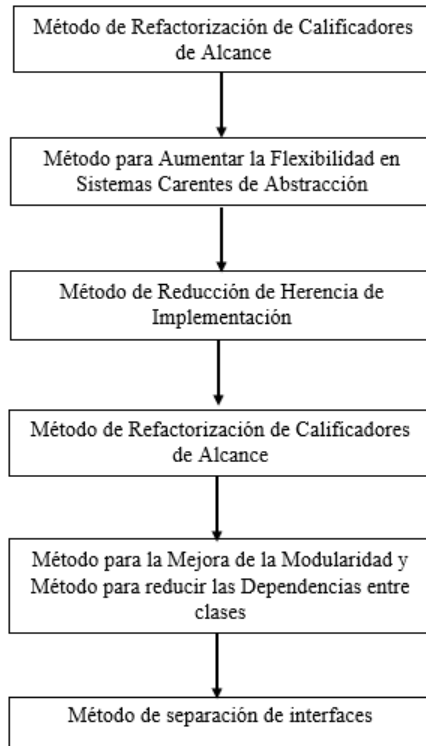 Método de Refactorización de Calificadores
de Alcance
Método para Aumentar la Flexibilidad en
Sistemas Carentes de Abstracción
Método de Reducción de Herencia de
Implementación
Método de Refactorización de Calificadores
de Alcance
Método para la Mejora de la Modularidad y
Método para reducir las Dependencias entre
clases
Método de separación de interfaces